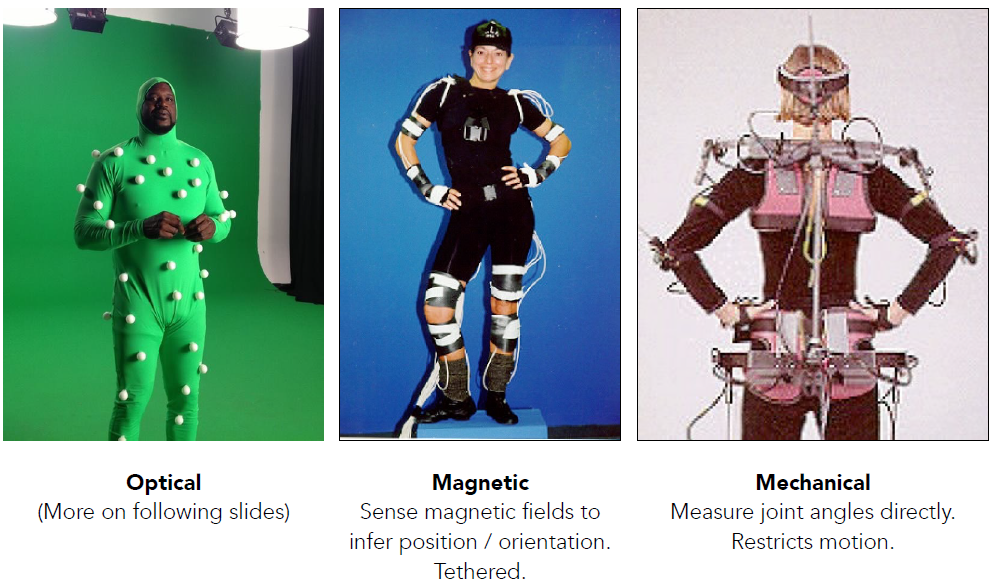 Optical
(More on following slides)
Magnetic
Sense magnetic fields to
infer position / orientation.
Tethered.
Mechanical
Measure joint angles directly.
Restricts motion.